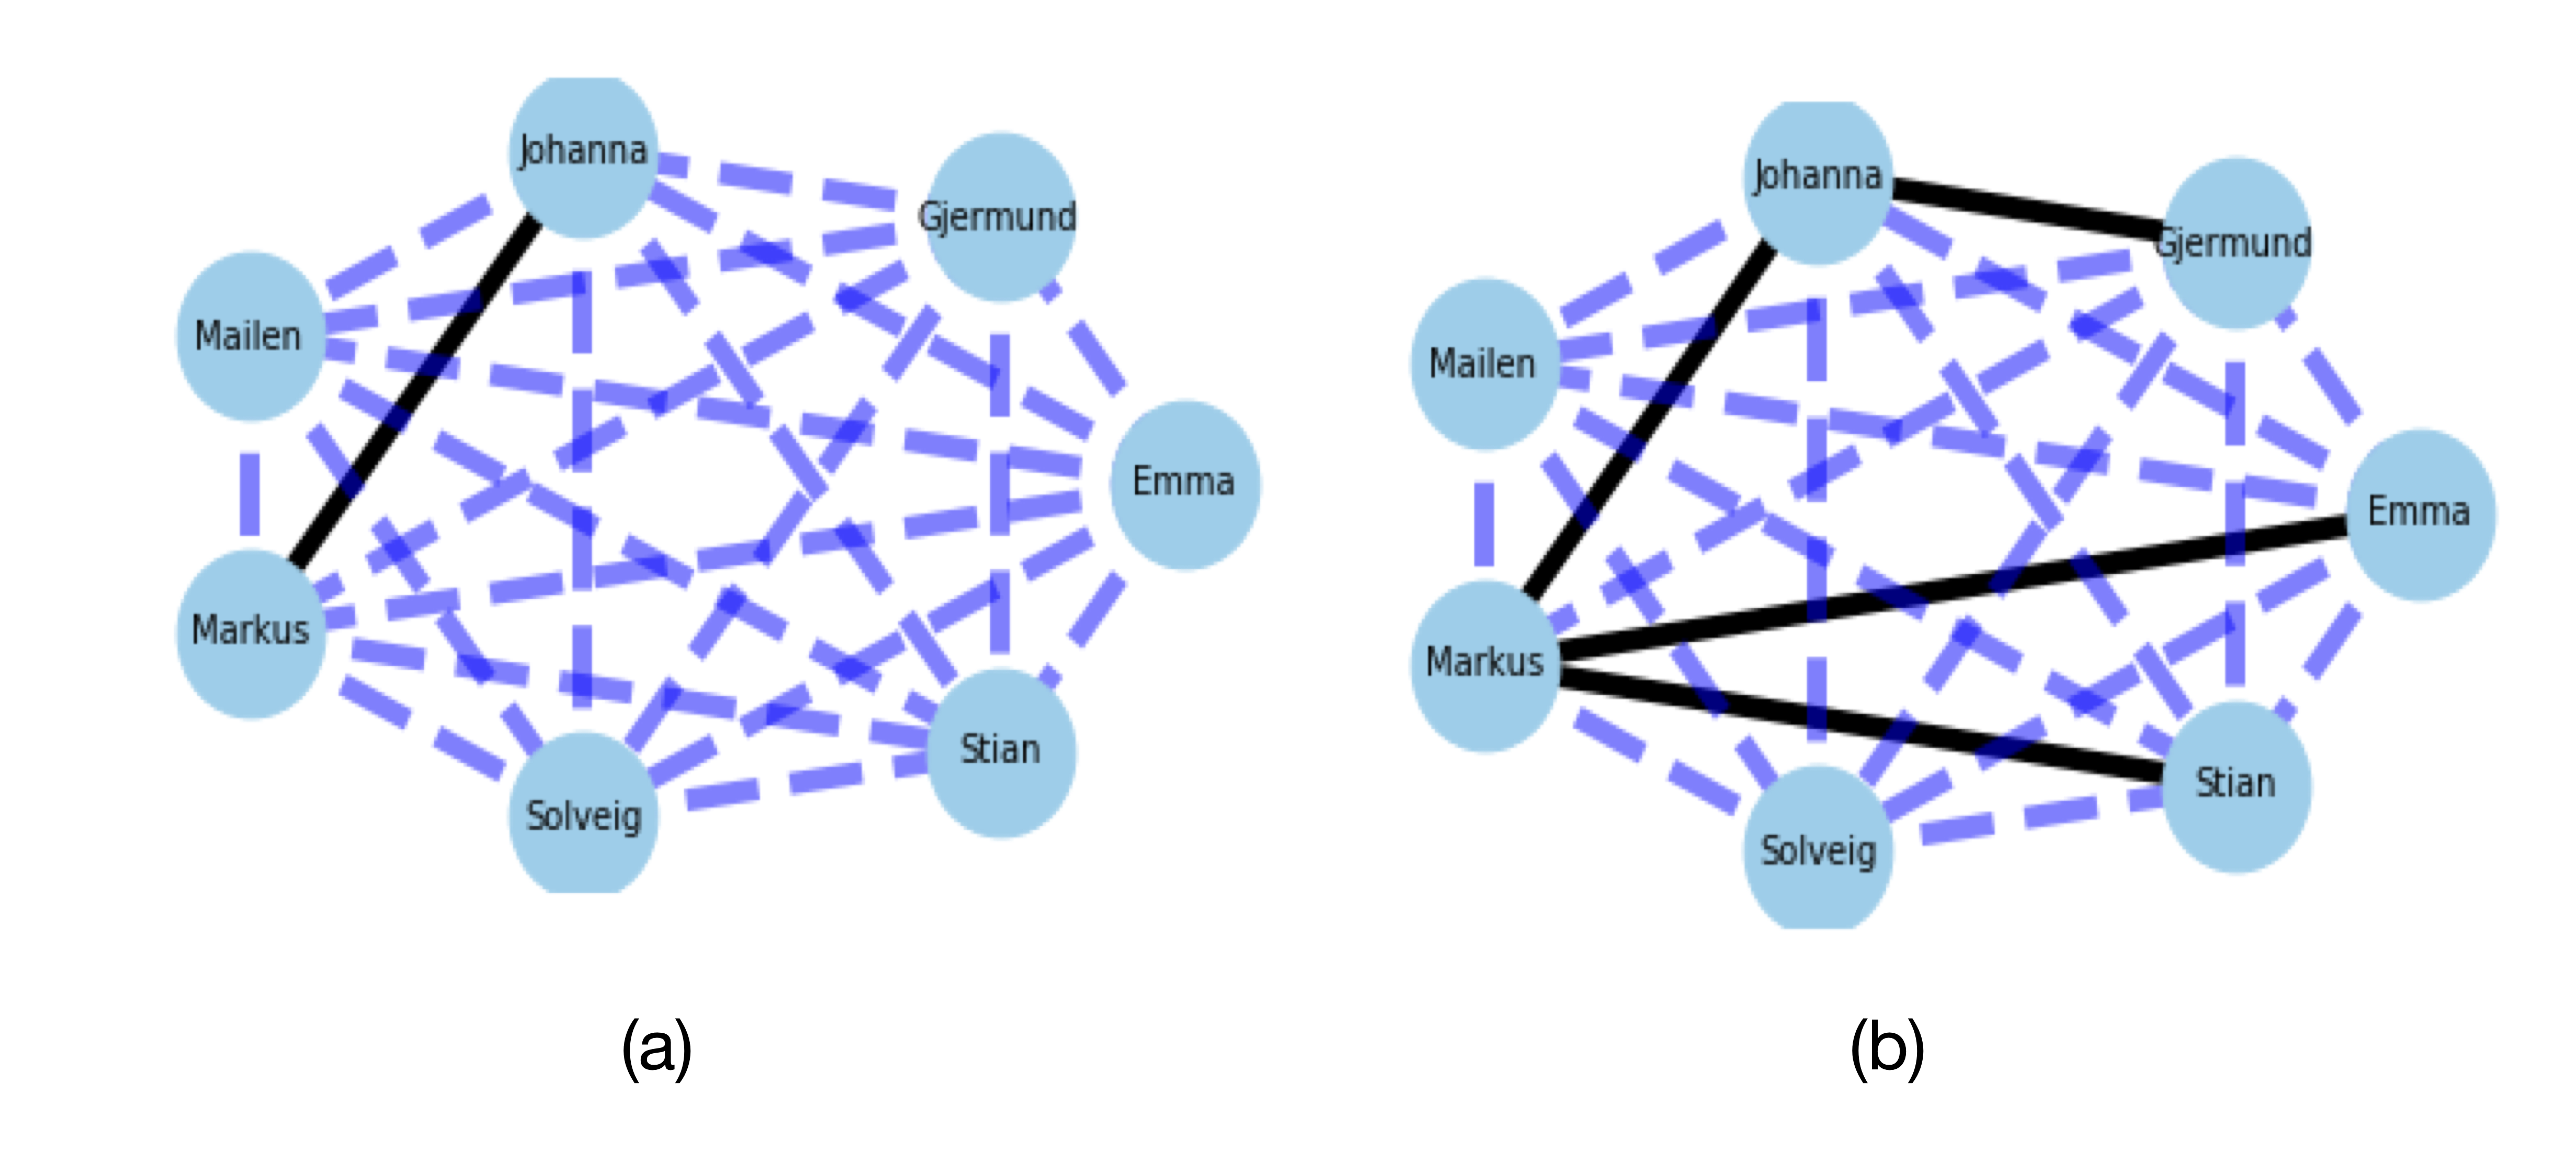 Johanna
Gjermund
Mailen
Emma
Markus
Stian
Solveig
(a)
Johanna
Gjermund
Mailen
Emma
Markus
Stian
Solveig
(b)